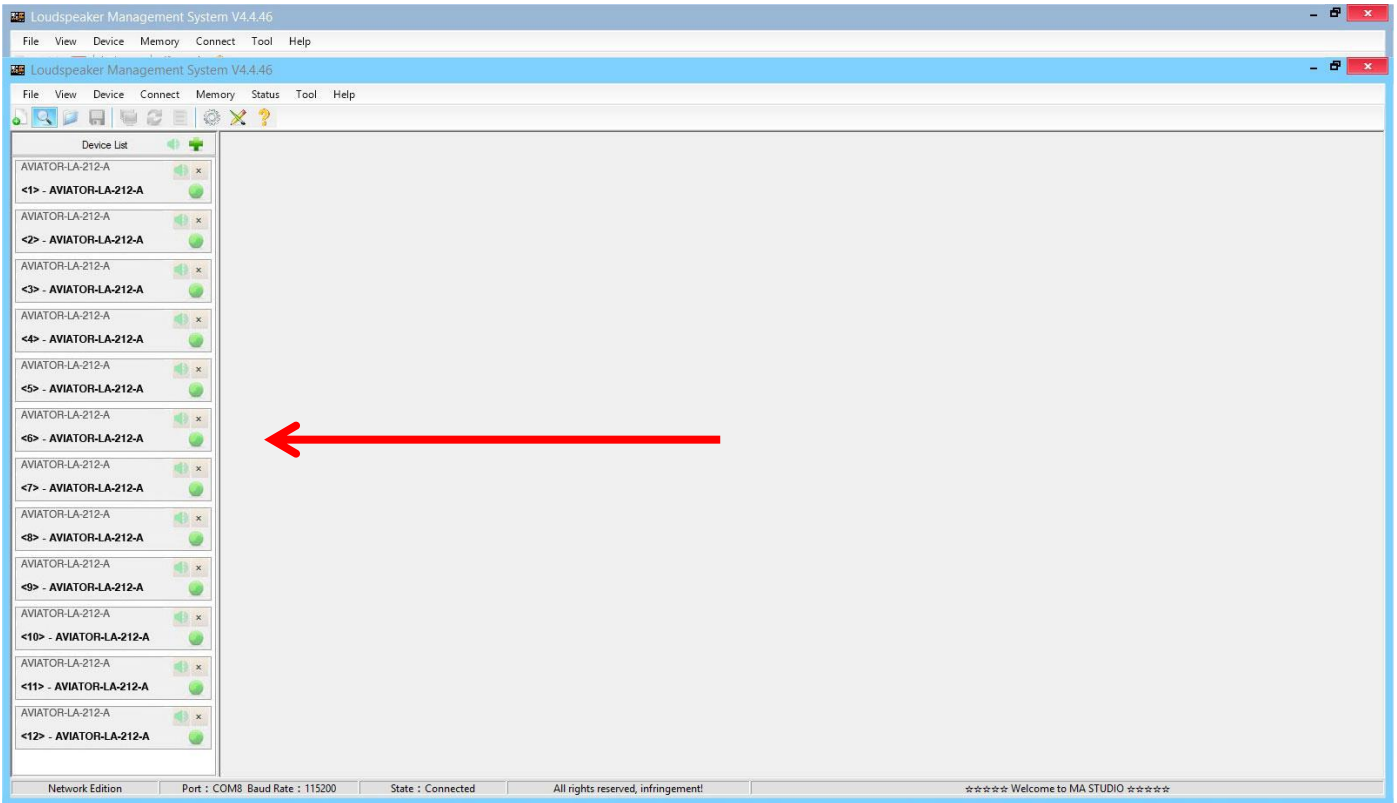 Loudspeaker Management System V4.4.46
File View Device Memory Connect Tool Help
Loudspeaker Management System V4.4.46
File View Device Connect Memory Status Tool Help
Device List
AVIATOR-LA-212-A
<1> - AVIATOR-LA-212-A
AVIATOR-LA-212-A
<2> - AVIATOR-LA-212-A
AVIATOR-LA-212-A
<3> - AVIATOR-LA-212-A
AVIATOR-LA-212-A
<4> - AVIATOR-LA-212-A
AVIATOR-LA-212-A
<5> - AVIATOR-LA-212-A
AVIATOR-LA-212-A
<6> - AVIATOR-LA-212-A
AVIATOR-LA-212-A
<7> - AVIATOR-LA-212-A
AVIATOR-LA-212-A
<8> - AVIATOR-LA-212-A
AVIATOR-LA-212-A
<9> - AVIATOR-LA-212-A
AVIATOR-LA-212-A
<10> - AVIATOR-LA-212-A
AVIATOR-LA-212-A
<11> - AVIATOR-LA-212-A
AVIATOR-LA-212-A
<12> - AVIATOR-LA-212-A
Network Edition Port : COM8 Baud Rate : 115200 State : Connected All rights reserved, infringement! ☆☆☆☆☆ Welcome to MA STUDIO ☆☆☆☆☆